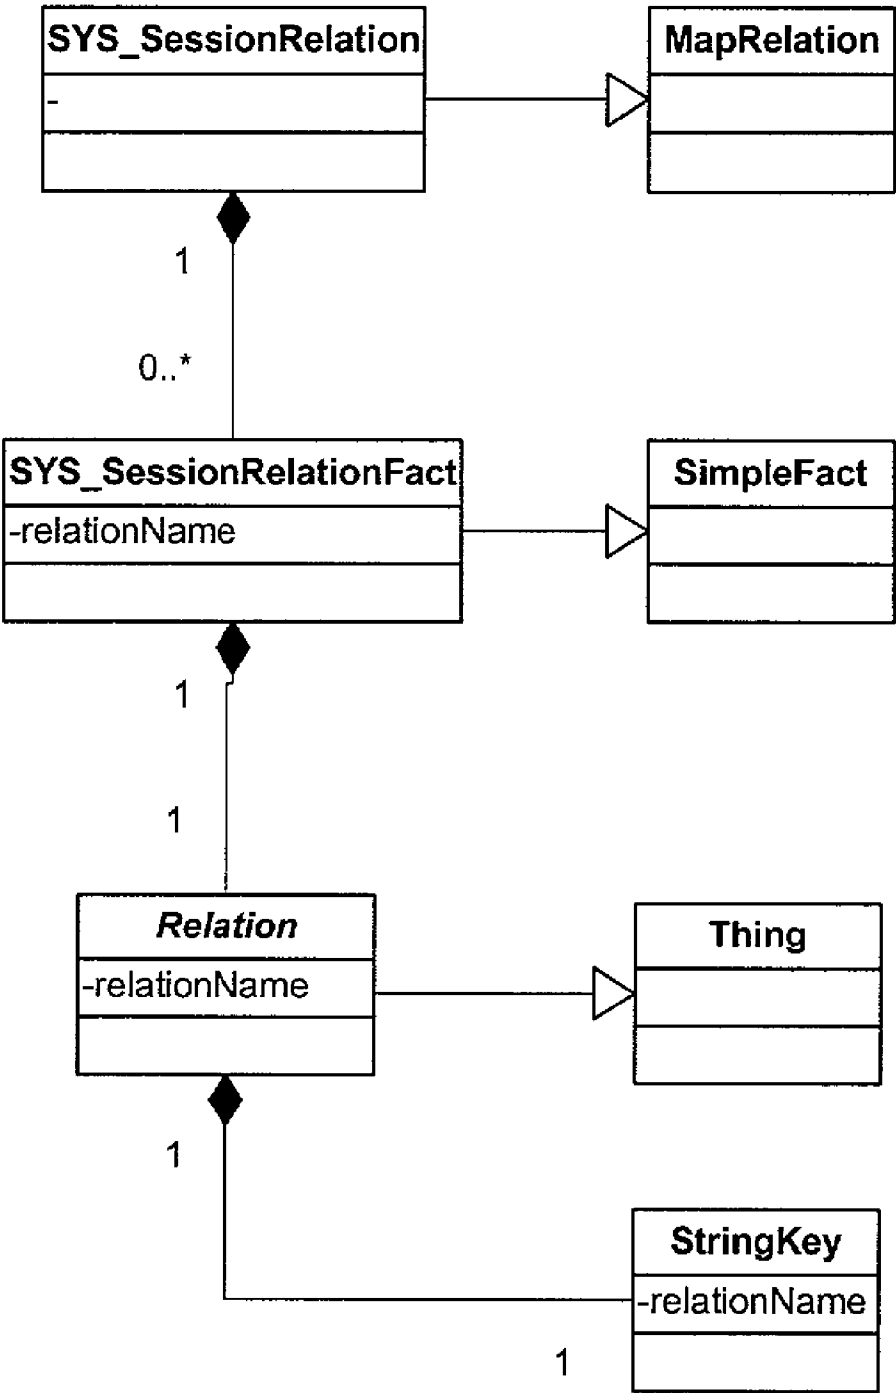 SYS_SessionRelation
MapRelation
-
1
0..*
SYS_SessionRelationFact
SimpleFact
-relationName
1
1
Relation
Thing
-relationName
1
StringKey
-relationName
1